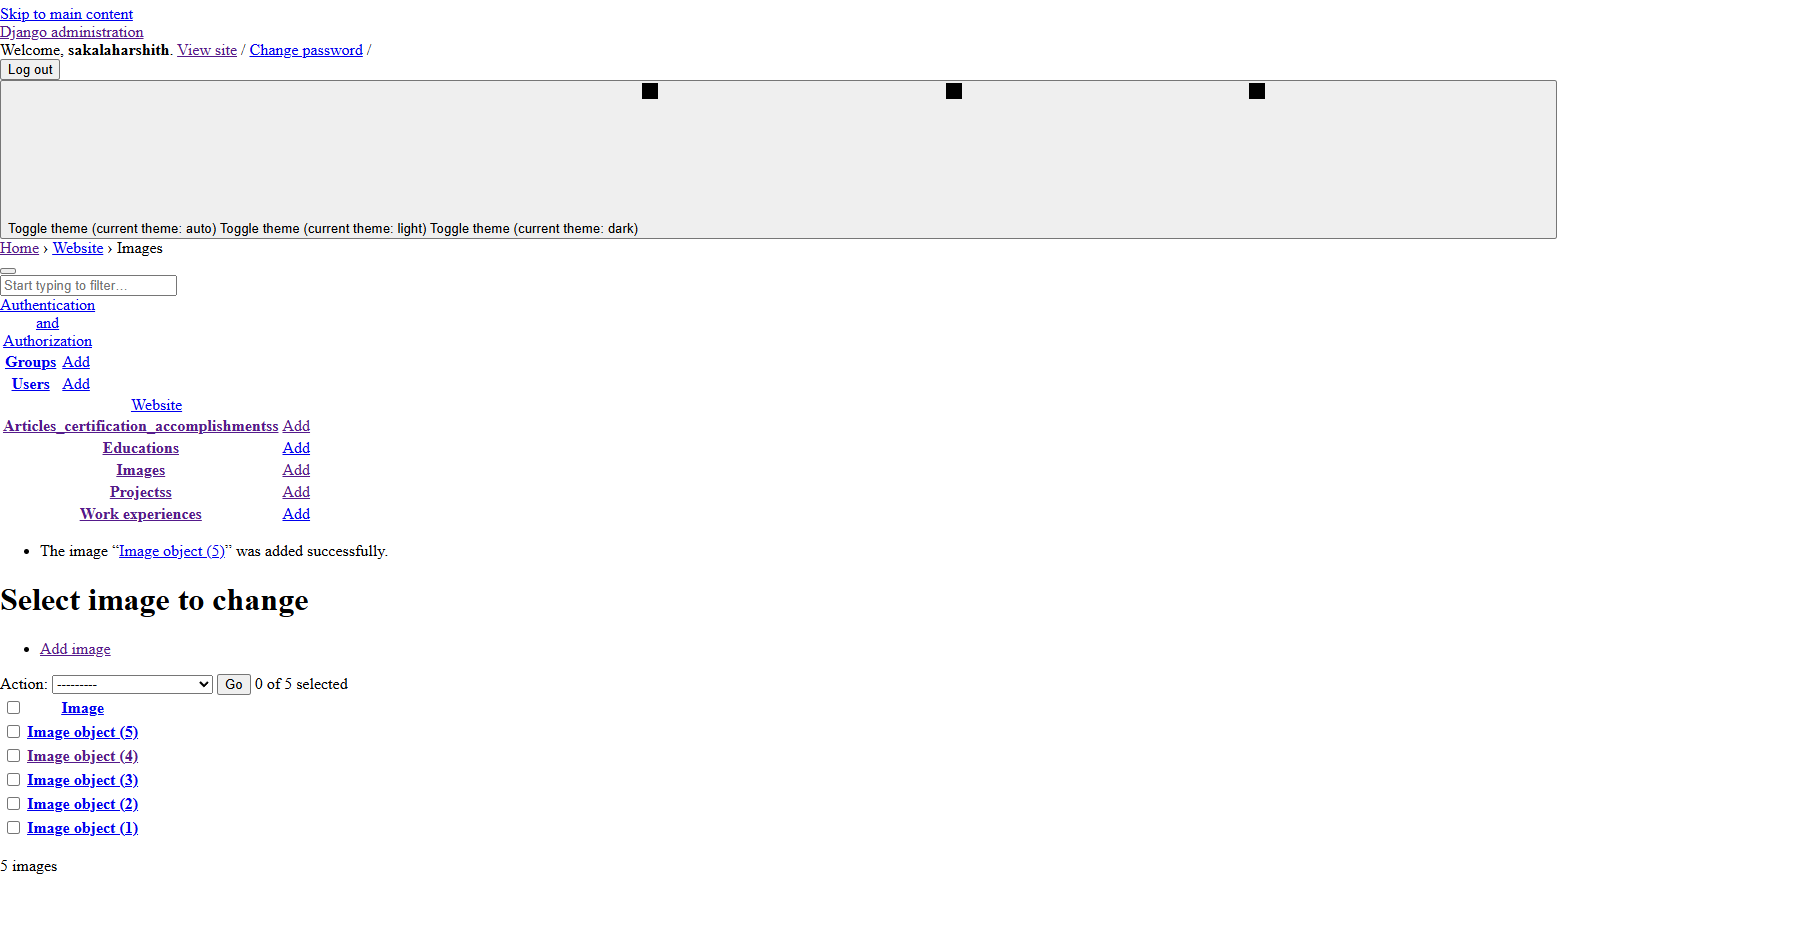 Skip to main content
Django administration
Welcome, sakalaharshith. View site / Change password /
Log out
Toggle theme (current theme: auto) Toggle theme (current theme: light) Toggle theme (current theme: dark)
Home › Website › Images
Start typing to filter…
Authentication
and
Authorization
Groups Add
Users Add
Website
Articles_certification_accomplishmentss Add
Educations Add
Images Add
Projectss Add
Work experiences Add
• The image “Image object (5)” was added successfully.
Select image to change
• Add image
Action: --------- Go 0 of 5 selected
Image
Image object (5)
Image object (4)
Image object (3)
Image object (2)
Image object (1)
5 images